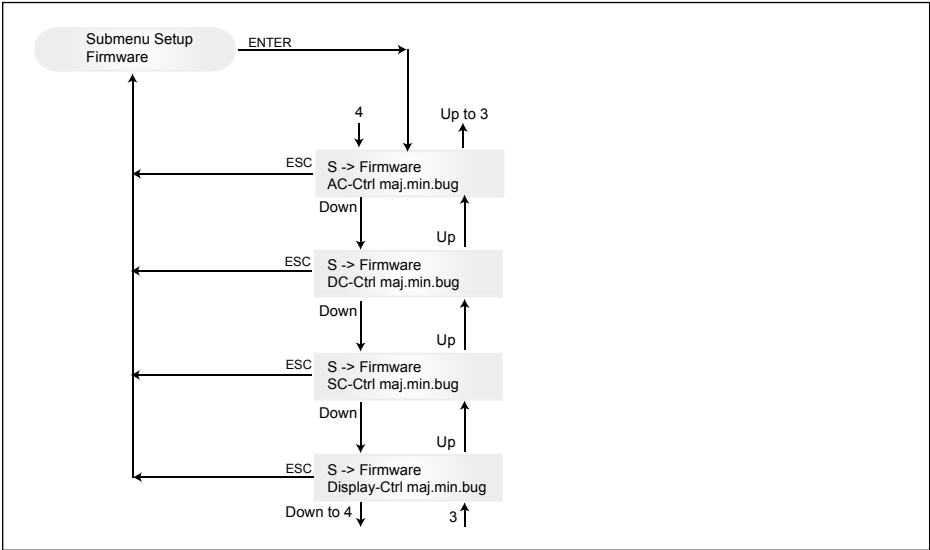 Submenu Setup
Firmware
ENTER
4
Up to 3
ESC
S -> Firmware
AC-Ctrl maj.min.bug
Down
Up
ESC
S -> Firmware
DC-Ctrl maj.min.bug
Down
Up
ESC
S -> Firmware
SC-Ctrl maj.min.bug
Down
Up
ESC
S -> Firmware
Display-Ctrl maj.min.bug
Down to 4
3